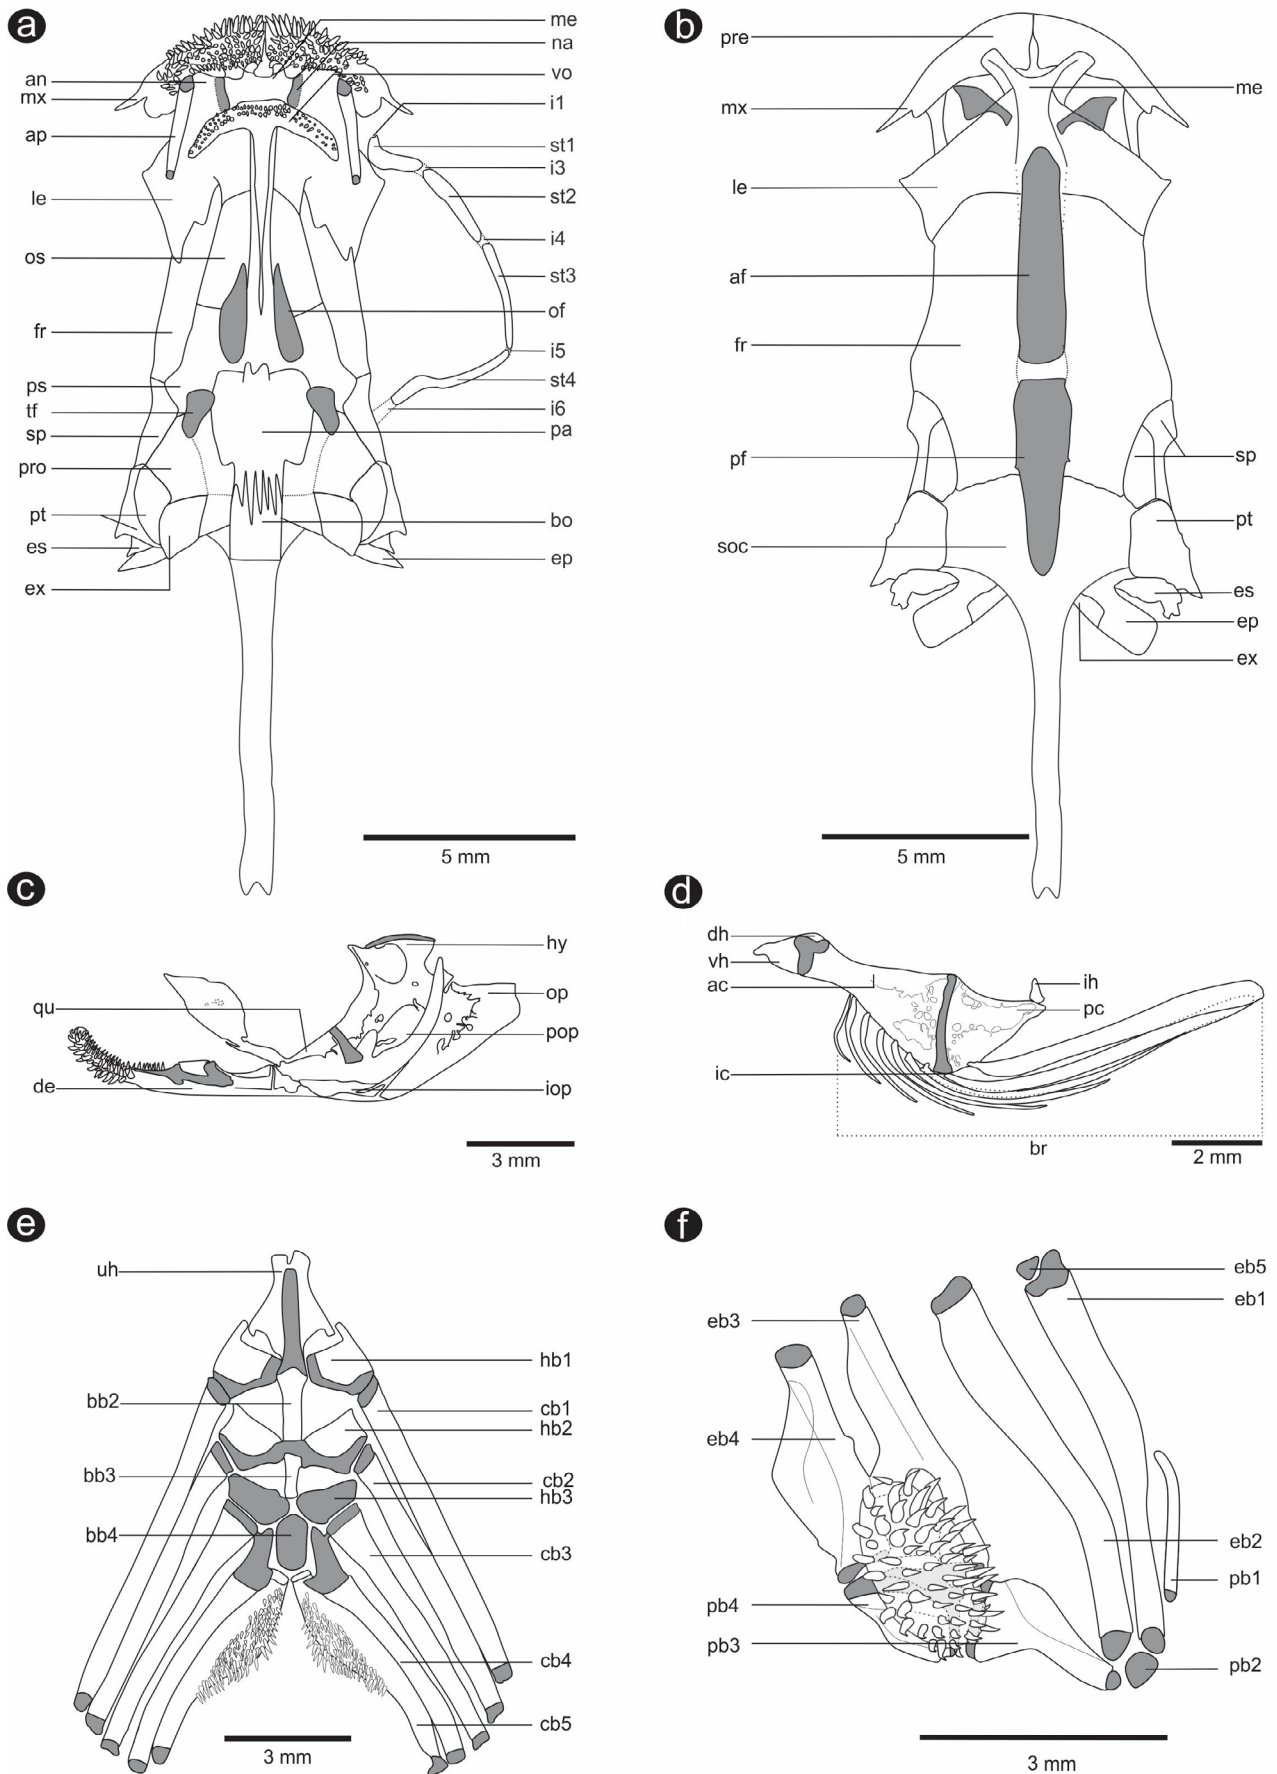 a
me
na
an
vo
mx
i1
ap
st1
i3
le
st2
i4
os
st3
of
fr
i5
ps
st4
tf
i6
sp
pa
pro
pt
bo
es
ep
ex
5 mm
b
pre
me
mx
le
af
fr
pf
sp
pt
soc
es
ep
ex
5 mm
c
hy
qu
op
pop
de
iop
3 mm
d
dh
vh
ac
ih
pc
ic
br
2 mm
e
uh
hb1
bb2
cb1
hb2
bb3
cb2
hb3
bb4
cb3
cb4
cb5
3 mm
f
eb5
eb1
eb3
eb4
eb2
pb1
pb4
pb3
pb2
3 mm